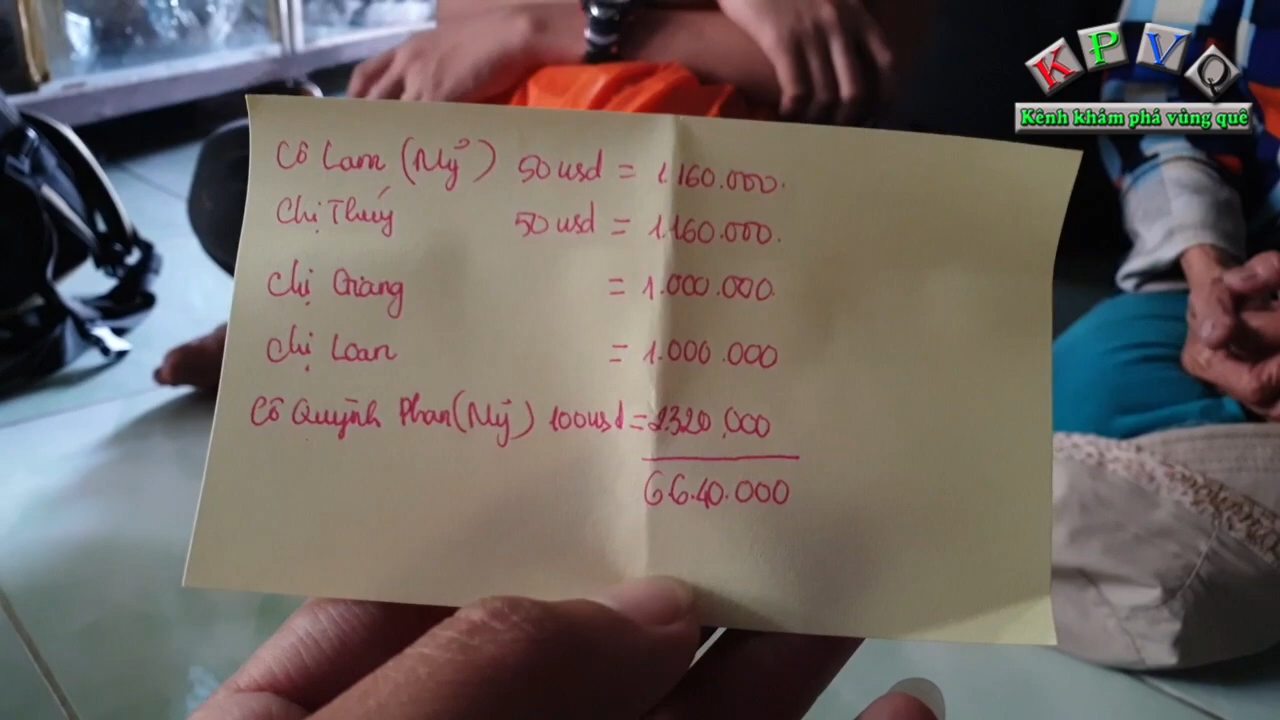 KPVQ
Kênh khám phá vùng quê
Cô Lam (Mỹ) 50 usd = 1.160.000.
Chị Thuý 50 usd = 1.160.000.
Chị Giang = 1.000.000.
Chị Loan = 1.000.000
Cô Quỳnh Phan (Mỹ) 100 usd = 2.320.000
66.40.000